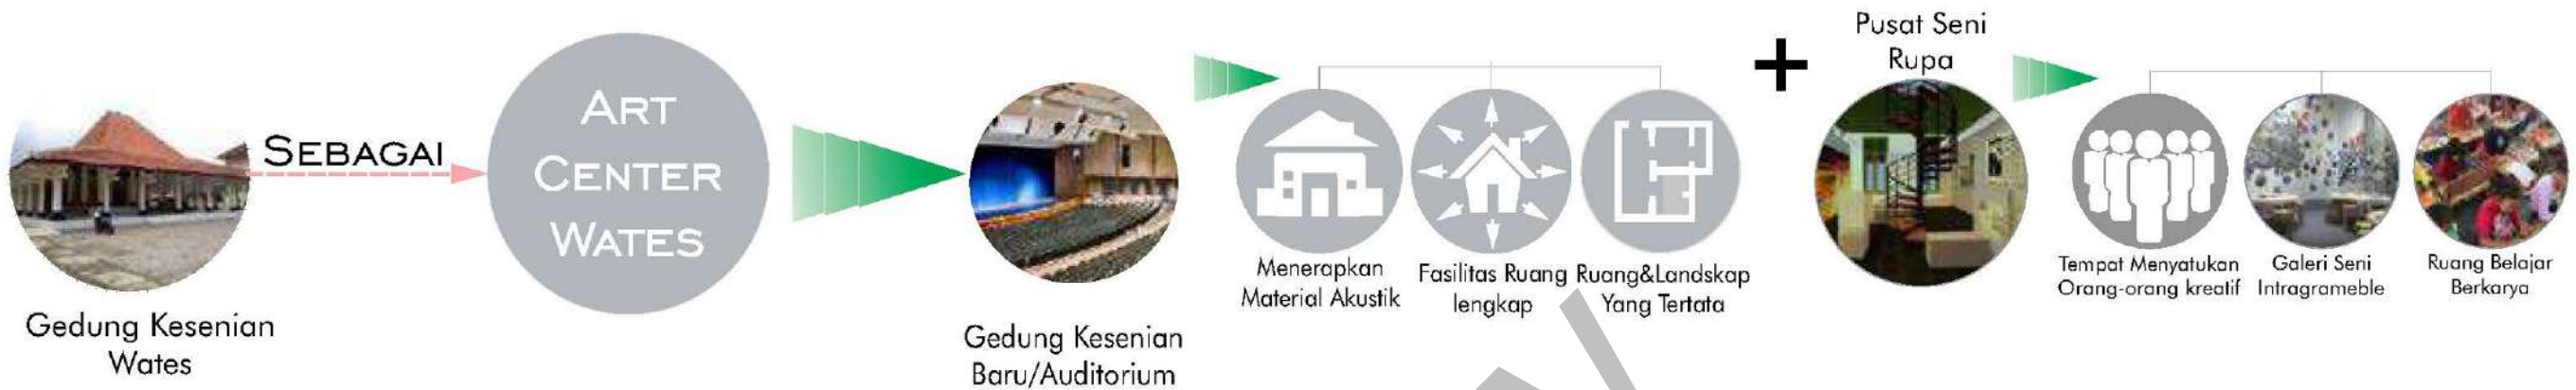 Gedung Kesenian
Wates
SEBAGAI
ART
CENTER
WATES
Gedung Kesenian
Baru/Auditorium
Menerapkan
Material Akustik
Fasilitas Ruang
lengkap
Ruang&Landskap
Yang Tertata
+
Pusat Seni
Rupa
Tempat Menyatukan
Orang-orang kreatif
Galeri Seni
Intragrameble
Ruang Belajar
Berkarya